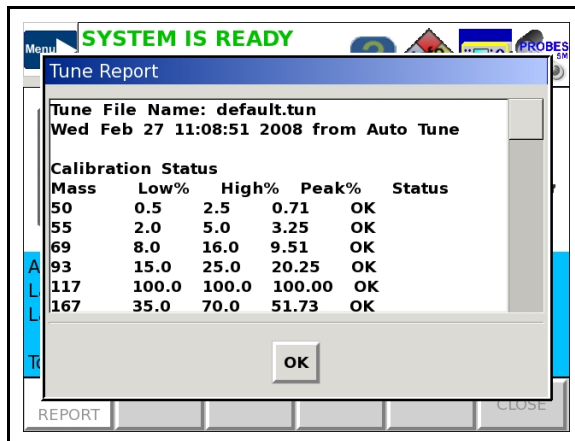 Menu
SYSTEM IS READY
PROBES
SM
Tune Report
Tune File Name: default.tun
Wed Feb 27 11:08:51 2008 from Auto Tune
Calibration Status
Mass Low% High% Peak% Status
50 0.5 2.5 0.71 OK
55 2.0 5.0 3.25 OK
69 8.0 16.0 9.51 OK
93 15.0 25.0 20.25 OK
117 100.0 100.0 100.00 OK
167 35.0 70.0 51.73 OK
OK
REPORT
CLOSE